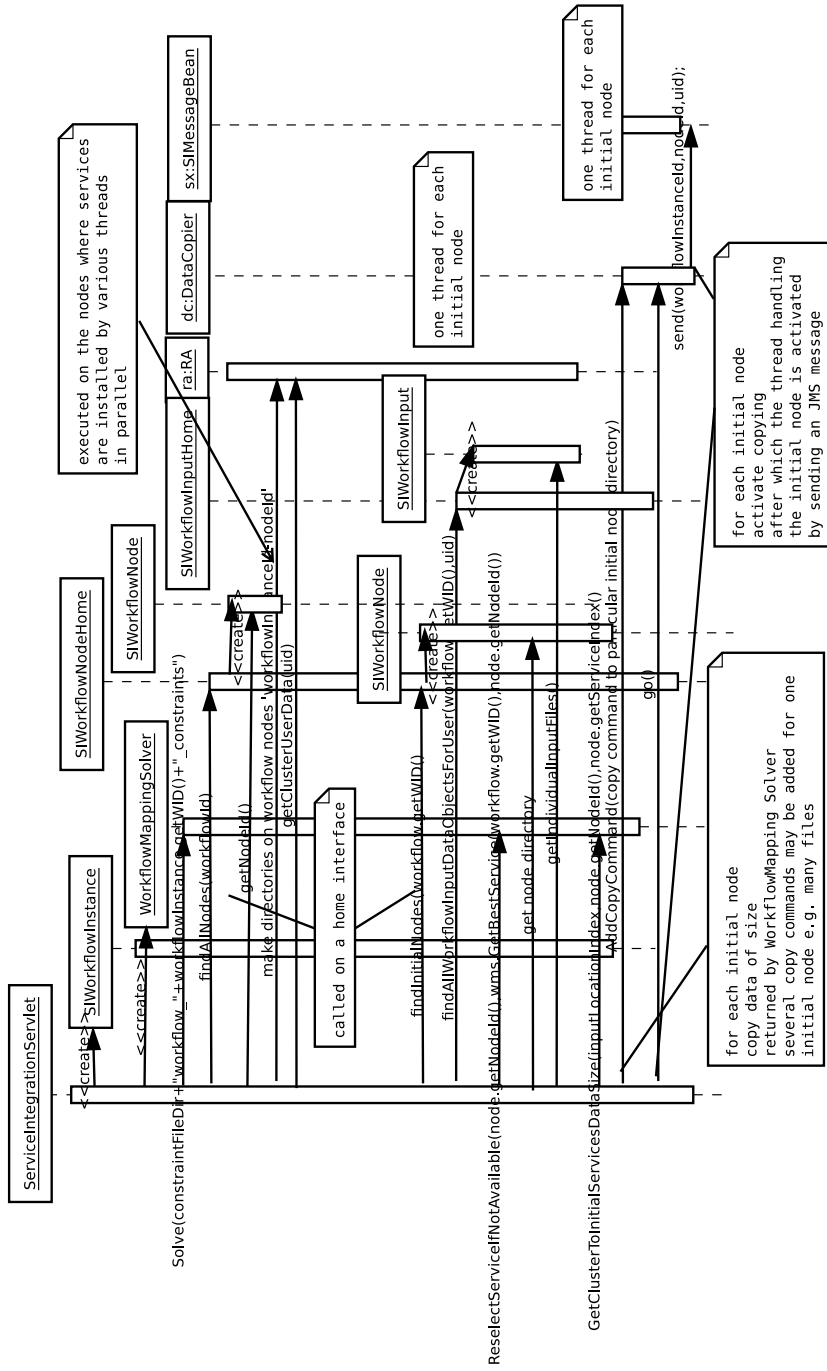 ServiceIntegrationServlet
SIWorkflowInstance
WorkflowMappingSolver
SIWorkflowNodeHome
SIWorkflowNode
SIWorkflowInputHome
ra:RA
dc:DataCopier
sx:SIMessageBean
executed on the nodes where services
are installed by various threads
in parallel
<<create>>
<<create>>
Solve(constraintFileDir+"workflow_"+workflowInstance.getWID()+"_constraints")
findAllNodes(workflowId)
<<create>>
getNodeId()
make directories on workflow nodes 'workflowInstanceId-nodeId'
getClusterUserData(uid)
called on a home interface
SIWorkflowNode
SIWorkflowInput
one thread for each
initial node
findInitialNodes(workflow.getWID()
<<create>>
findAllWorkflowInputDataObjectsForUser(workflow.getWID(),uid)
<<create>>
ReselectServiceIfNotAvailable(node.getNodeId(),wms.GetBestService(workflow.getWID(),node.getNodeId())
get node directory
getIndividualInputFiles()
GetClusterToInitialServicesDataSize(inputLocationIndex,node.getNodeId(),node.getServiceIndex()
AddCopyCommand(copy command to particular initial node directory)
go()
one thread for each
initial node
send(workflowInstanceId,nodeId,uid);
for each initial node
activate copying
after which the thread handling
the initial node is activated
by sending an JMS message
for each initial node
copy data of size
returned by WorkflowMapping Solver
several copy commands may be added for one
initial node e.g. many files